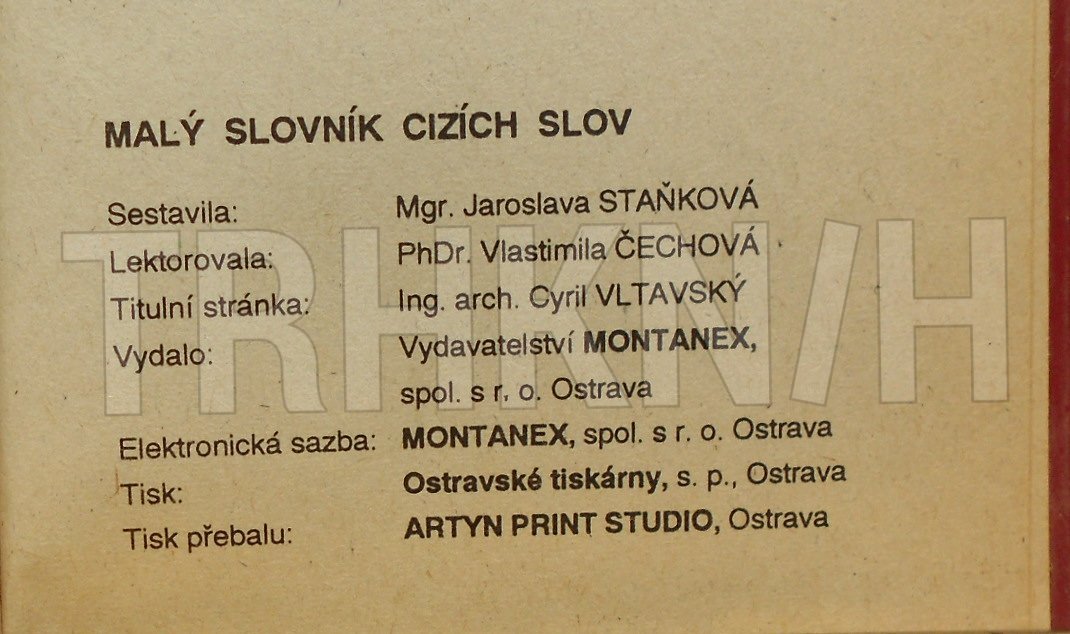 MALÝ SLOVNÍK CIZÍCH SLOV
Sestavila: Mgr. Jaroslava STAŇKOVÁ
Lektorovala: PhDr. Vlastimila ČECHOVÁ
Titulní stránka: Ing. arch. Cyril VLTAVSKÝ
Vydalo: Vydavatelství MONTANEX,
spol. s r. o. Ostrava
Elektronická sazba: MONTANEX, spol. s r. o. Ostrava
Tisk: Ostravské tiskárny, s. p., Ostrava
Tisk přebalu: ARTYN PRINT STUDIO, Ostrava
TRHKN/H